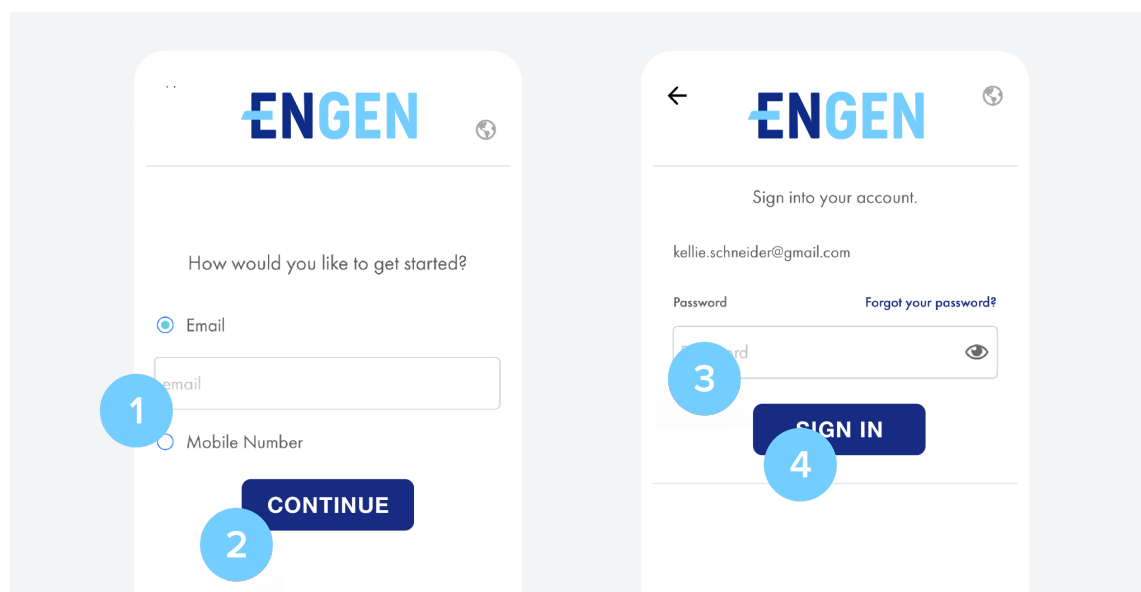 ENGEN
How would you like to get started?
Email
email
1
Mobile Number
CONTINUE
2
ENGEN
Sign into your account.
kellie.schneider@gmail.com
Password
Forgot your password?
3
SIGN IN
4